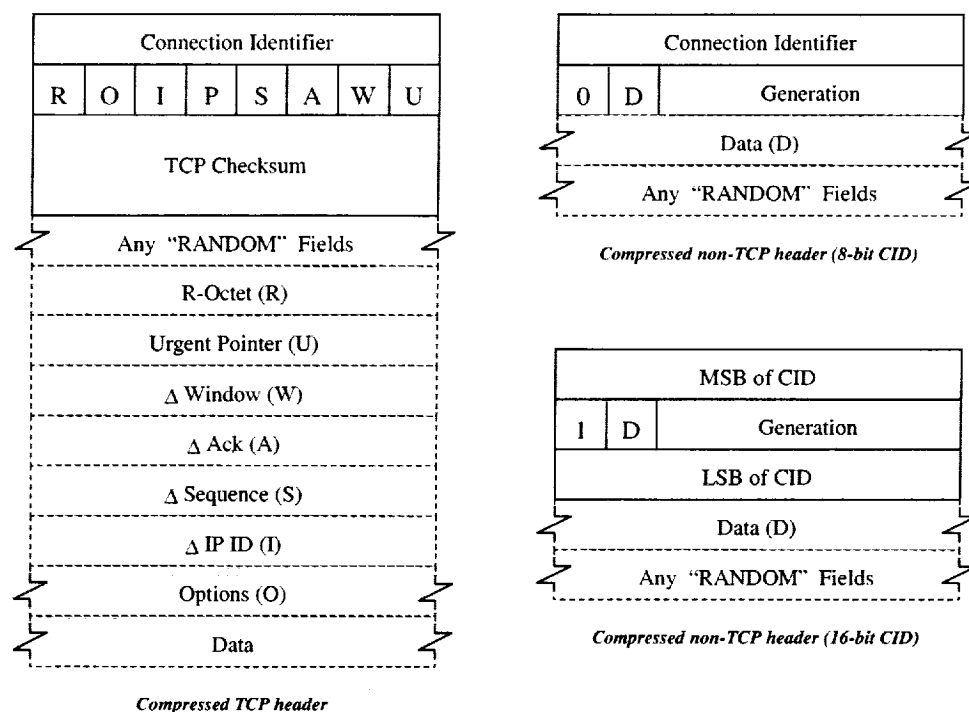 Connection Identifier
R O I P S A W U
TCP Checksum
Any “RANDOM” Fields
R-Octet (R)
Urgent Pointer (U)
Δ Window (W)
Δ Ack (A)
Δ Sequence (S)
Δ IP ID (I)
Options (O)
Data
Compressed TCP header
Connection Identifier
0 D Generation
Data (D)
Any “RANDOM” Fields
Compressed non-TCP header (8-bit CID)
MSB of CID
1 D Generation
LSB of CID
Data (D)
Any “RANDOM” Fields
Compressed non-TCP header (16-bit CID)